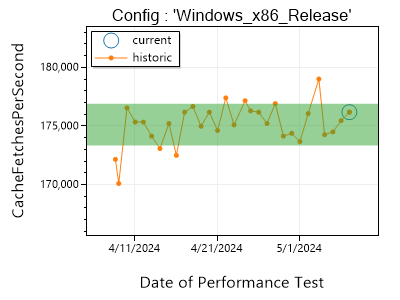 Config : 'Windows_x86_Release'
current
historic
CacheFetchesPerSecond
180,000
175,000
170,000
4/11/2024
4/21/2024
5/1/2024
Date of Performance Test